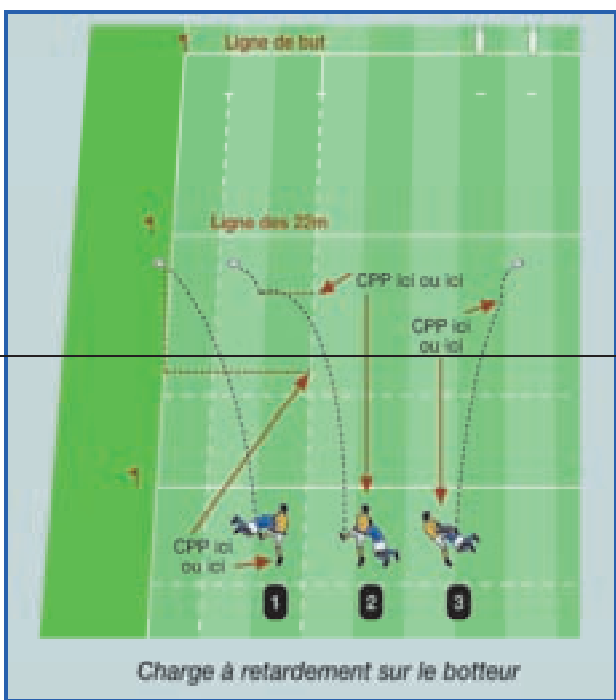 Ligne de but
Ligne des 22m
CPP ici ou ici
CPP ici
ou ici
CPP ici
ou ici
1
2
3
Charge à retardement sur le botteur